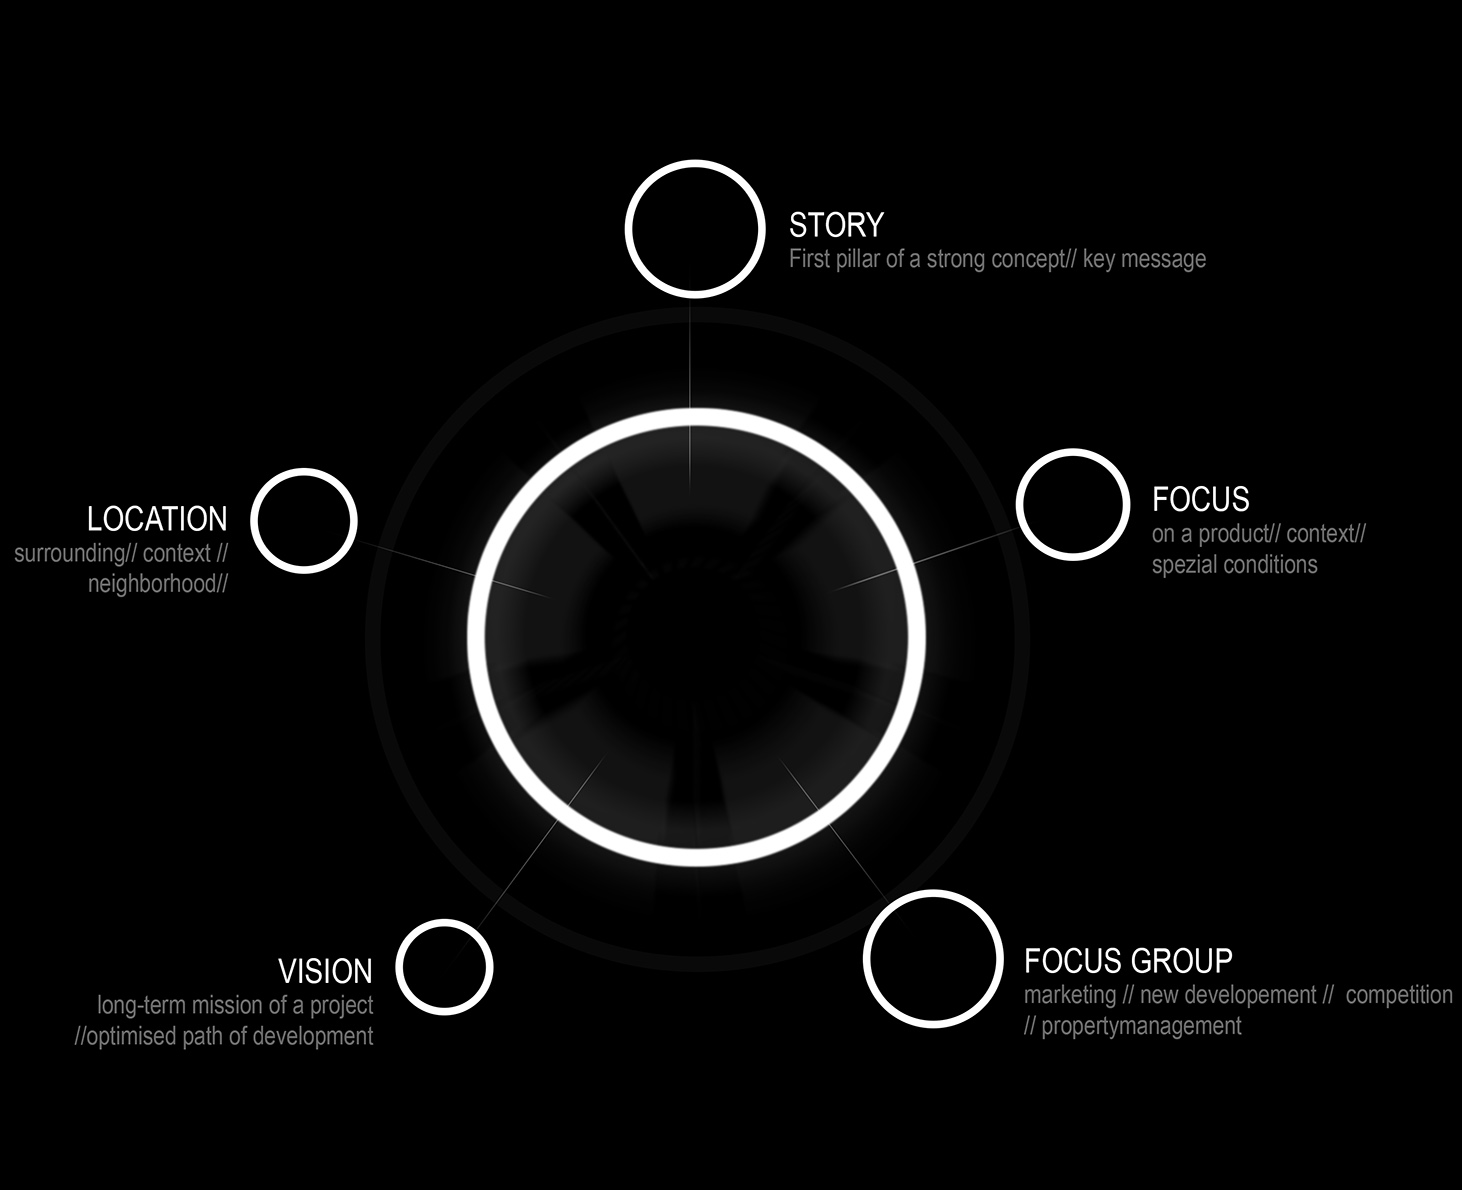 STORY
First pillar of a strong concept// key message
FOCUS
on a product// context//
spezial conditions
LOCATION
surrounding// context //
neighborhood//
VISION
long-term mission of a project
//optimised path of development
FOCUS GROUP
marketing // new developement // competition
// propertymanagement